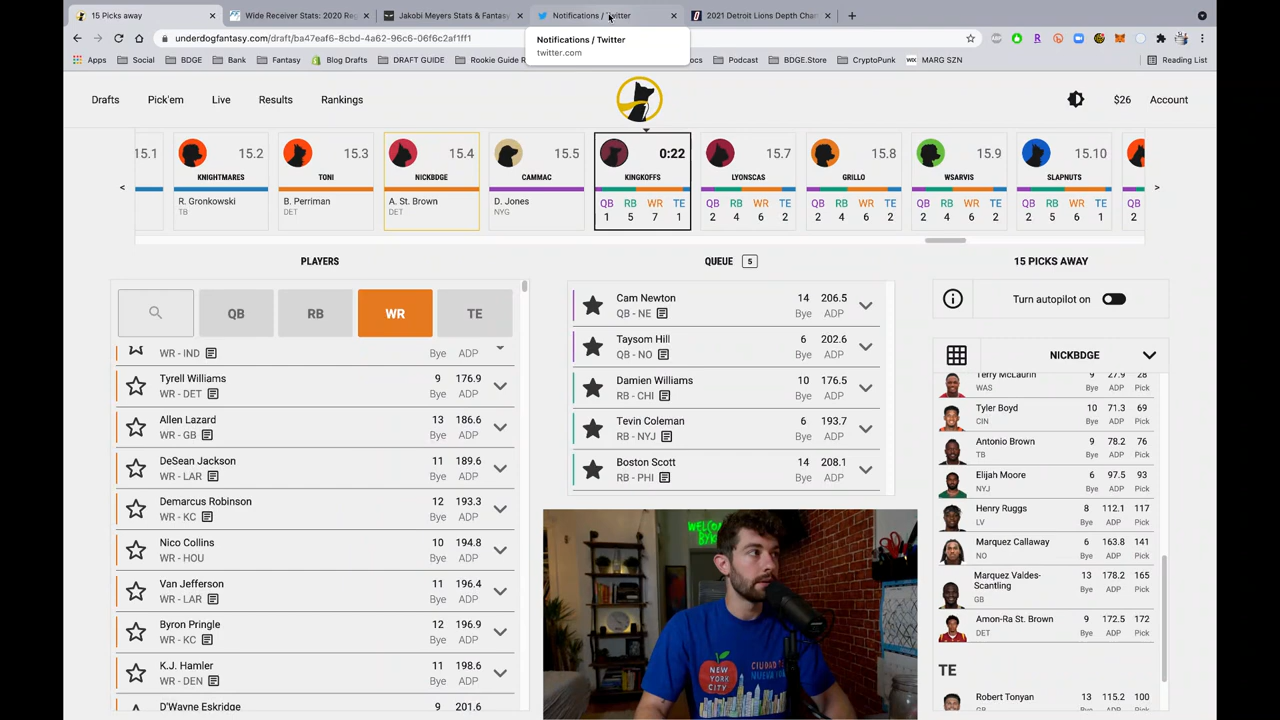 15 Picks away
Wide Receiver Stats: 2020 Reg
Jakobi Meyers Stats & Fantasy
Notifications / Twitter
2021 Detroit Lions Depth Char
underdogfantasy.com/draft/ba47eaf6-8cbd-4a62-96c6-06f6c2af1ff1
Notifications / Twitter
twitter.com
Apps
Social
BDGE
Bank
Fantasy
Blog Drafts
DRAFT GUIDE
Rookie Guide R
ocs
Podcast
BDGE.Store
CryptoPunk
WIX MARG SZN
Reading List
Drafts
Pick'em
Live
Results
Rankings
$26
Account
15.1
15.2
KNIGHTMARES
R. Gronkowski
TB
15.3
TONI
B. Perriman
DET
15.4
NICKBDGE
A. St. Brown
DET
15.5
CAMMAC
D. Jones
NYG
0:22
KINGKOFFS
QB RB WR TE
1 5 7 1
15.7
LYONSCAS
QB RB WR TE
2 4 6 2
15.8
GRILLO
QB RB WR TE
2 4 6 2
15.9
WSARVIS
QB RB WR TE
2 4 6 2
15.10
SLAPNUTS
QB RB WR TE
2 5 6 1
QB
2
<
>
PLAYERS
QB
RB
WR
TE
WR - IND
Bye ADP
Tyrell Williams 9 176.9
WR - DET Bye ADP
Allen Lazard 13 186.6
WR - GB Bye ADP
DeSean Jackson 11 189.6
WR - LAR Bye ADP
Demarcus Robinson 12 193.3
WR - KC Bye ADP
Nico Collins 10 194.8
WR - HOU Bye ADP
Van Jefferson 11 196.4
WR - LAR Bye ADP
Byron Pringle 12 196.9
WR - KC Bye ADP
K.J. Hamler 11 198.6
WR - DEN Bye ADP
D'Wayne Eskridge 9 201.6
QUEUE 5
Cam Newton 14 206.5
QB - NE Bye ADP
Taysom Hill 6 202.6
QB - NO Bye ADP
Damien Williams 10 176.5
RB - CHI Bye ADP
Tevin Coleman 6 193.7
RB - NYJ Bye ADP
Boston Scott 14 208.1
RB - PHI Bye ADP
WELCOM
NEW
YORK
CITY
CIUDAD
NUEVA
15 PICKS AWAY
Turn autopilot on
NICKBDGE
Terry McLaurin 9 27.9 28
WAS Bye ADP Pick
Tyler Boyd 10 71.3 69
CIN Bye ADP Pick
Antonio Brown 9 78.2 76
TB Bye ADP Pick
Elijah Moore 6 97.5 93
NYJ Bye ADP Pick
Henry Ruggs 8 112.1 117
LV Bye ADP Pick
Marquez Callaway 6 163.8 141
NO Bye ADP Pick
Marquez Valdes-Scantling 13 178.2 165
GB Bye ADP Pick
Amon-Ra St. Brown 9 172.5 172
DET Bye ADP Pick
TE
Robert Tonyan 13 115.2 100
GB Bye ADP Pick